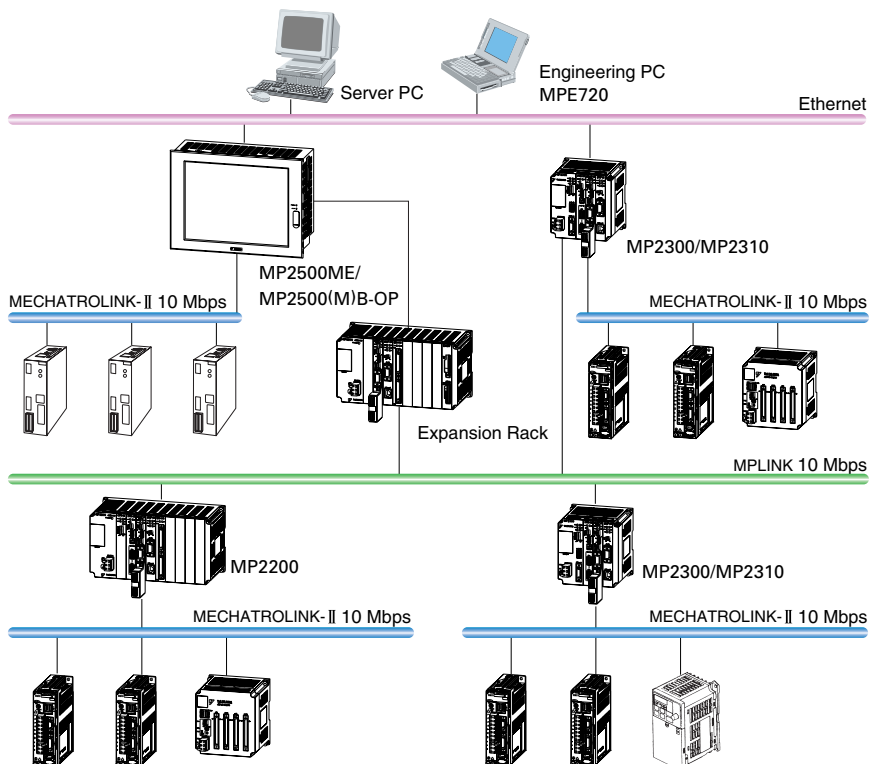 Server PC
Engineering PC
MPE720
Ethernet
MP2300/MP2310
MP2500ME/
MP2500(M)B-OP
MECHATROLINK-Ⅱ 10 Mbps
MECHATROLINK-Ⅱ 10 Mbps
Expansion Rack
MPLINK 10 Mbps
MP2200
MP2300/MP2310
MECHATROLINK-Ⅱ 10 Mbps
MECHATROLINK-Ⅱ 10 Mbps